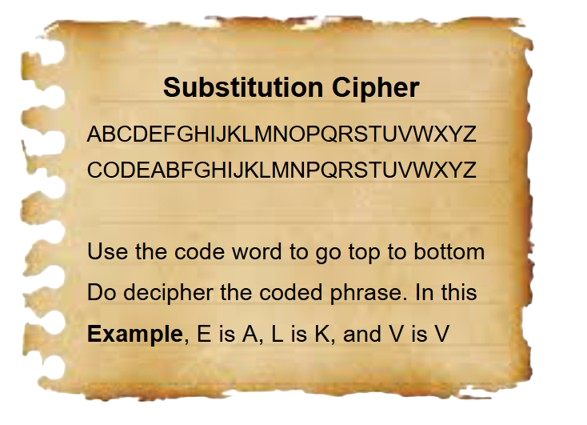 Substitution Cipher
ABCDEFGHIJKLMNOPQRSTUVWXYZ
CODEABFGHIJKLMNPQRSTUVWXYZ
Use the code word to go top to bottom
Do decipher the coded phrase. In this
Example, E is A, L is K, and V is V